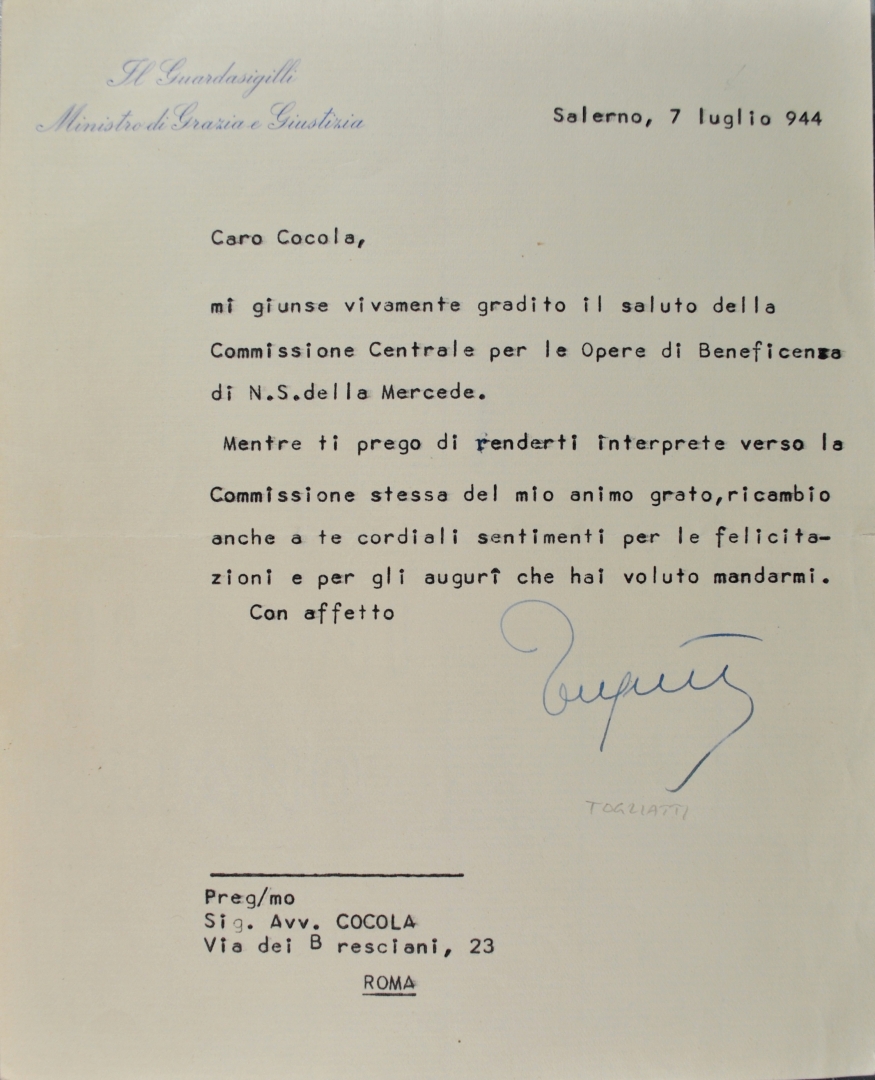 Il Guardasigilli
Ministro di Grazia e Giustizia
Salerno, 7 luglio 944
Caro Cocola,
mi giunse vivamente gradito il saluto della
Commissione Centrale per le Opere di Beneficenza
di N.S.della Mercede.
Mentre ti prego di renderti interprete verso la
Commissione stessa del mio animo grato,ricambio
anche a te cordiali sentimenti per le felicita-
zioni e per gli auguri che hai voluto mandarmi.
Con affetto
TOGLIATTI
Preg/mo
Sig. Avv. COCOLA
Via dei B resciani, 23
ROMA